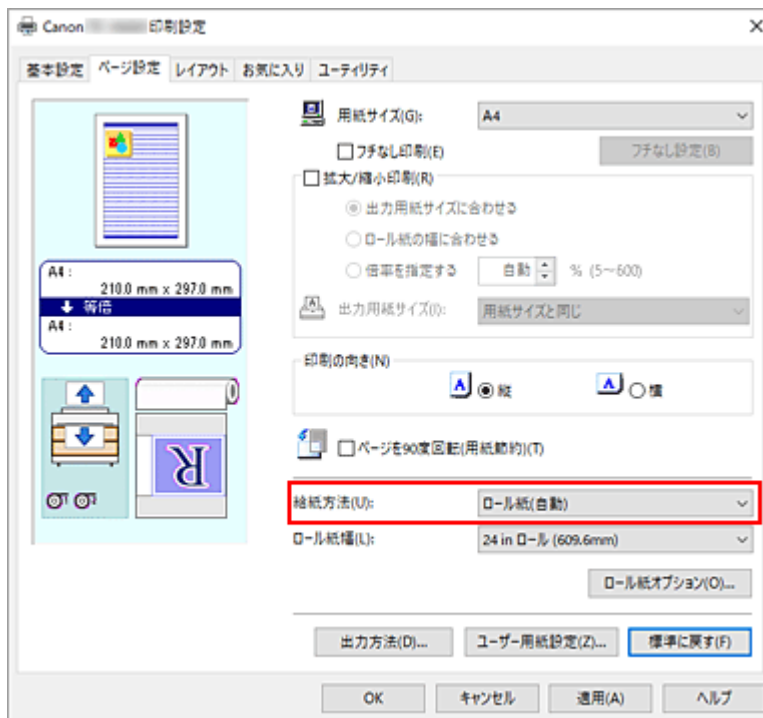 Canon 印刷設定
基本設定 ページ設定 レイアウト お気に入り ユーティリティ
用紙サイズ(G): A4
フチなし印刷(E) フチなし設定(B)
拡大/縮小印刷(R)
出力用紙サイズに合わせる
ロール紙の幅に合わせる
倍率を指定する 自動 % (5～600)
出力用紙サイズ(I): 用紙サイズと同じ
A4 :
210.0 mm x 297.0 mm
等倍
A4 :
210.0 mm x 297.0 mm
印刷の向き(N)
A 縦 A 横
R
ページを90度回転(用紙節約)(T)
給紙方法(U): ロール紙(自動)
ロール紙幅(L): 24 in ロール (609.6mm)
ロール紙オプション(O)...
出力方法(D)... ユーザー用紙設定(Z)... 標準に戻す(F)
OK キャンセル 適用(A) ヘルプ